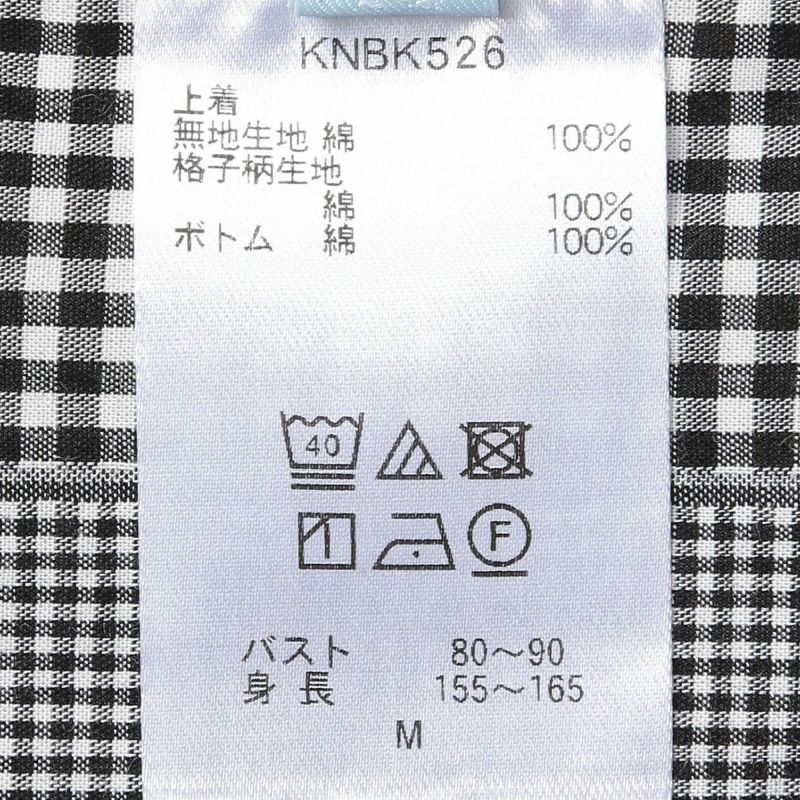 KNBK526
上着
無地生地 綿 100%
格子柄生地
綿 100%
ボトム 綿 100%
40
F
バスト 80～90
身 長 155～165
M